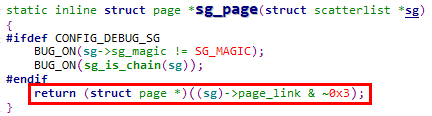 static inline struct page *sg_page(struct scatterlist *sg)
{
#ifdef CONFIG_DEBUG_SG
    BUG_ON(sg->sg_magic != SG_MAGIC);
    BUG_ON(sg_is_chain(sg));
#endif
    return (struct page *)((sg)->page_link & ~0x3);
}